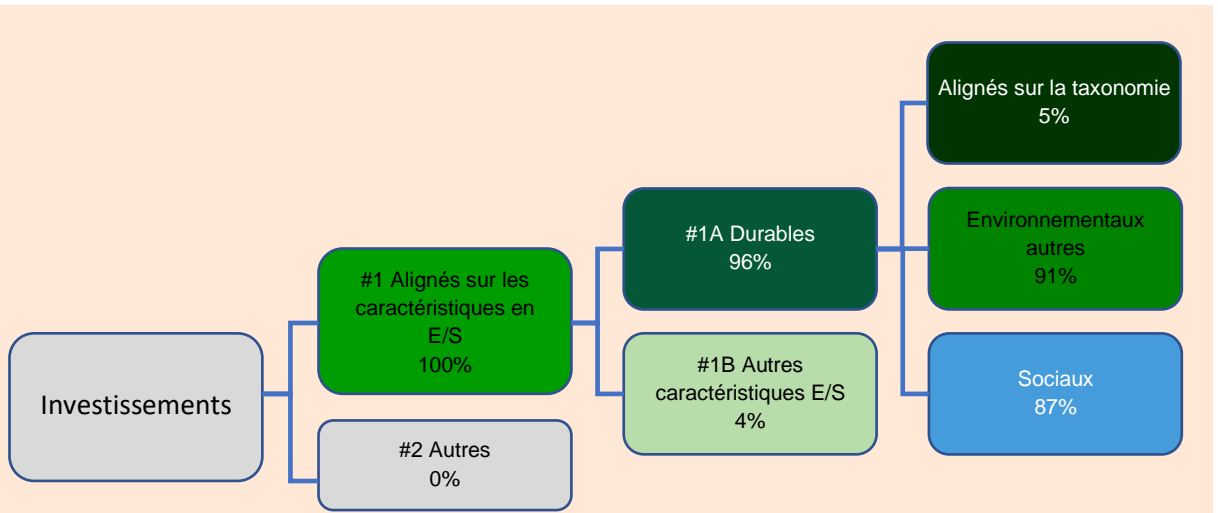 Investissements
#1 Alignés sur les
caractéristiques en
E/S
100%
#2 Autres
0%
#1A Durables
96%
#1B Autres
caractéristiques E/S
4%
Alignés sur la taxonomie
5%
Environnementaux
autres
91%
Sociaux
87%